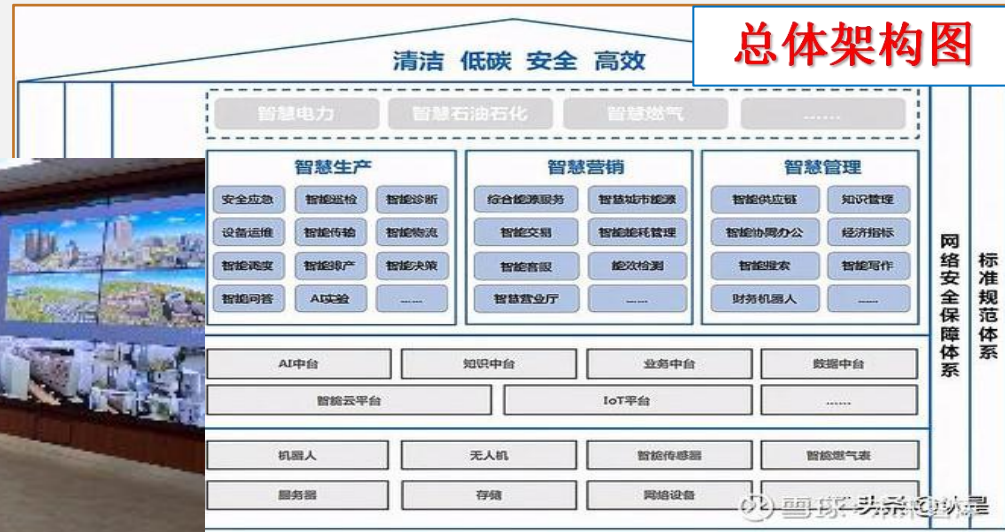 总体架构图
清洁 低碳 安全 高效
智慧电力 智慧石油石化 智慧燃气 ……
智慧生产 智慧营销 智慧管理
安全应急 智能巡检 智能诊断 综合能源服务 智慧城市能源 智能供应链 知识管理
设备运维 智能传输 智能物流 智能交易 智能能耗管理 智能协同办公 经济指标
智能调度 智能排产 智能决策 智能客服 能效检测 智能搜索 智能写作
智能问答 AI实验 …… 智慧营业厅 …… 财务机器人 ……
网络安全保障体系
标准规范体系
AI中台 知识中台 业务中台 数据中台
智能云平台 IoT平台 ……
机器人 无人机 智能传感器 智能燃气表
服务器 存储 网络设备
雪球
头条